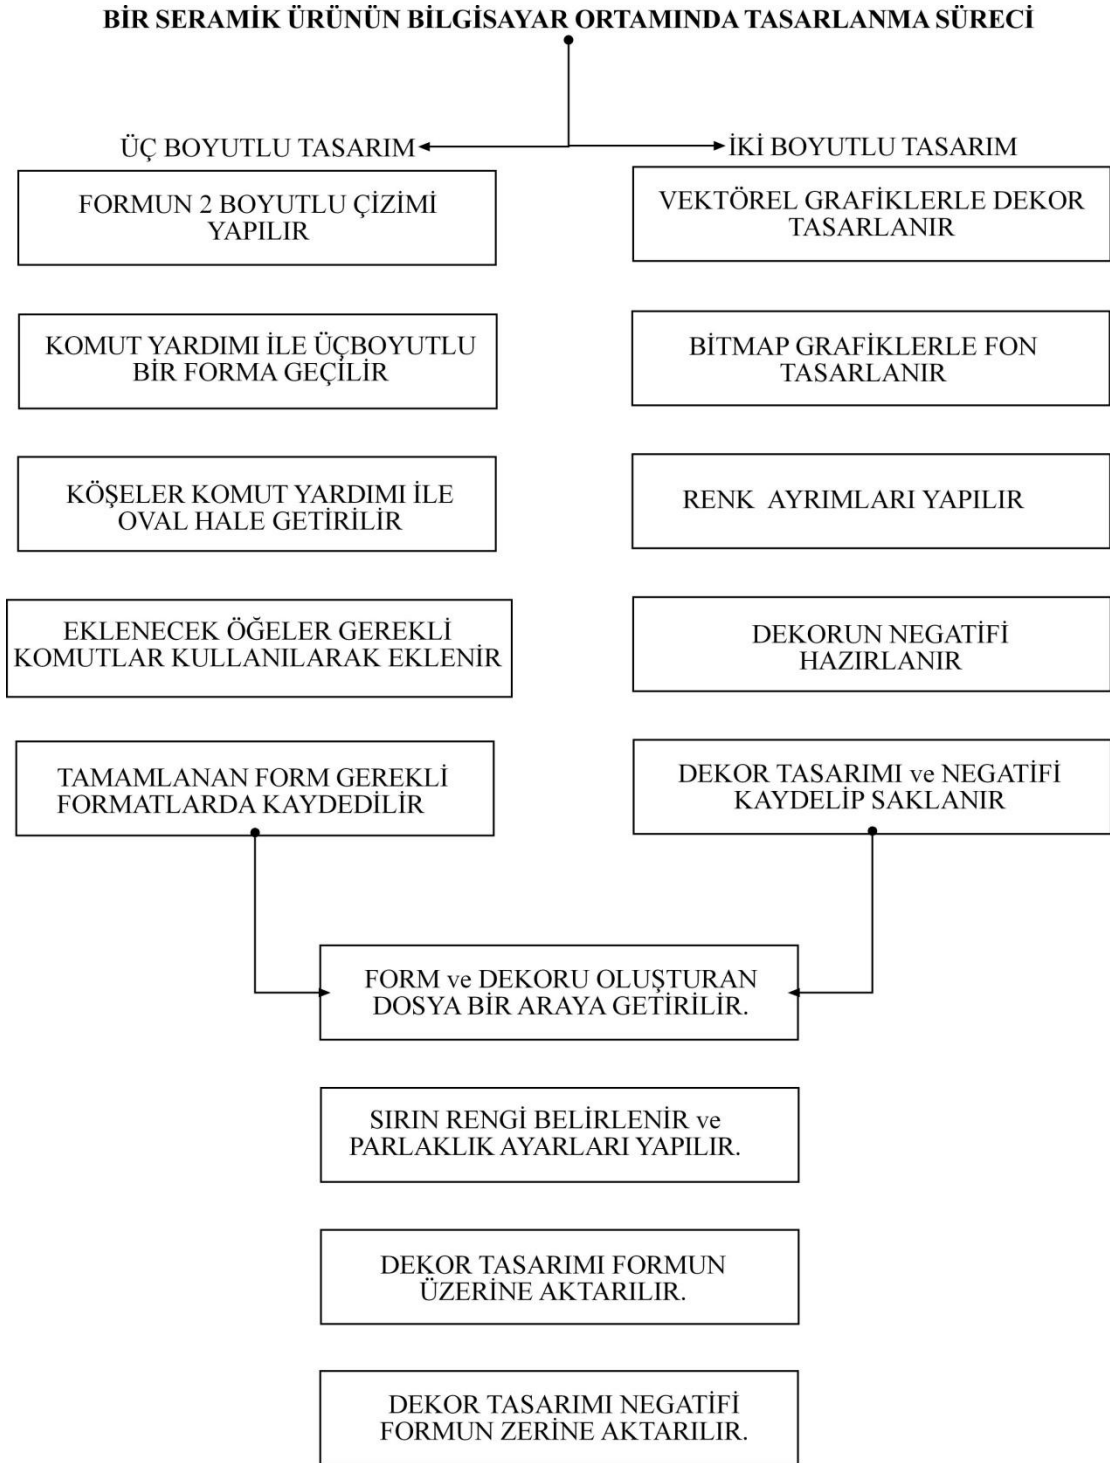 BİR SERAMİK ÜRÜNÜN BİLGİSAYAR ORTAMINDA TASARLANMA SÜRECİ
ÜÇ BOYUTLU TASARIM
FORMUN 2 BOYUTLU ÇİZİMİ
YAPILIR
KOMUT YARDIMI İLE ÜÇBOYUTLU
BİR FORMA GEÇİLİR
KÖŞELER KOMUT YARDIMI İLE
OVAL HALE GETİRİLİR
EKLENECEK ÖĞELER GEREKLİ
KOMUTLAR KULLANILARAK EKLENİR
TAMAMLANAN FORM GEREKLİ
FORMATLARDA KAYDEDİLİR
İKİ BOYUTLU TASARIM
VEKTÖREL GRAFİKLERLE DEKOR
TASARLANIR
BİTMAP GRAFİKLERLE FON
TASARLANIR
RENK  AYRIMLARI YAPILIR
DEKORUN NEGATİFİ
HAZIRLANIR
DEKOR TASARIMI ve NEGATİFİ
KAYDELİP SAKLANIR
FORM ve DEKORU OLUŞTURAN
DOSYA BİR ARAYA GETİRİLİR.
SIRIN RENGİ BELİRLENİR ve
PARLAKLIK AYARLARI YAPILIR.
DEKOR TASARIMI FORMUN
ÜZERİNE AKTARILIR.
DEKOR TASARIMI NEGATİFİ
FORMUN ZERİNE AKTARILIR.